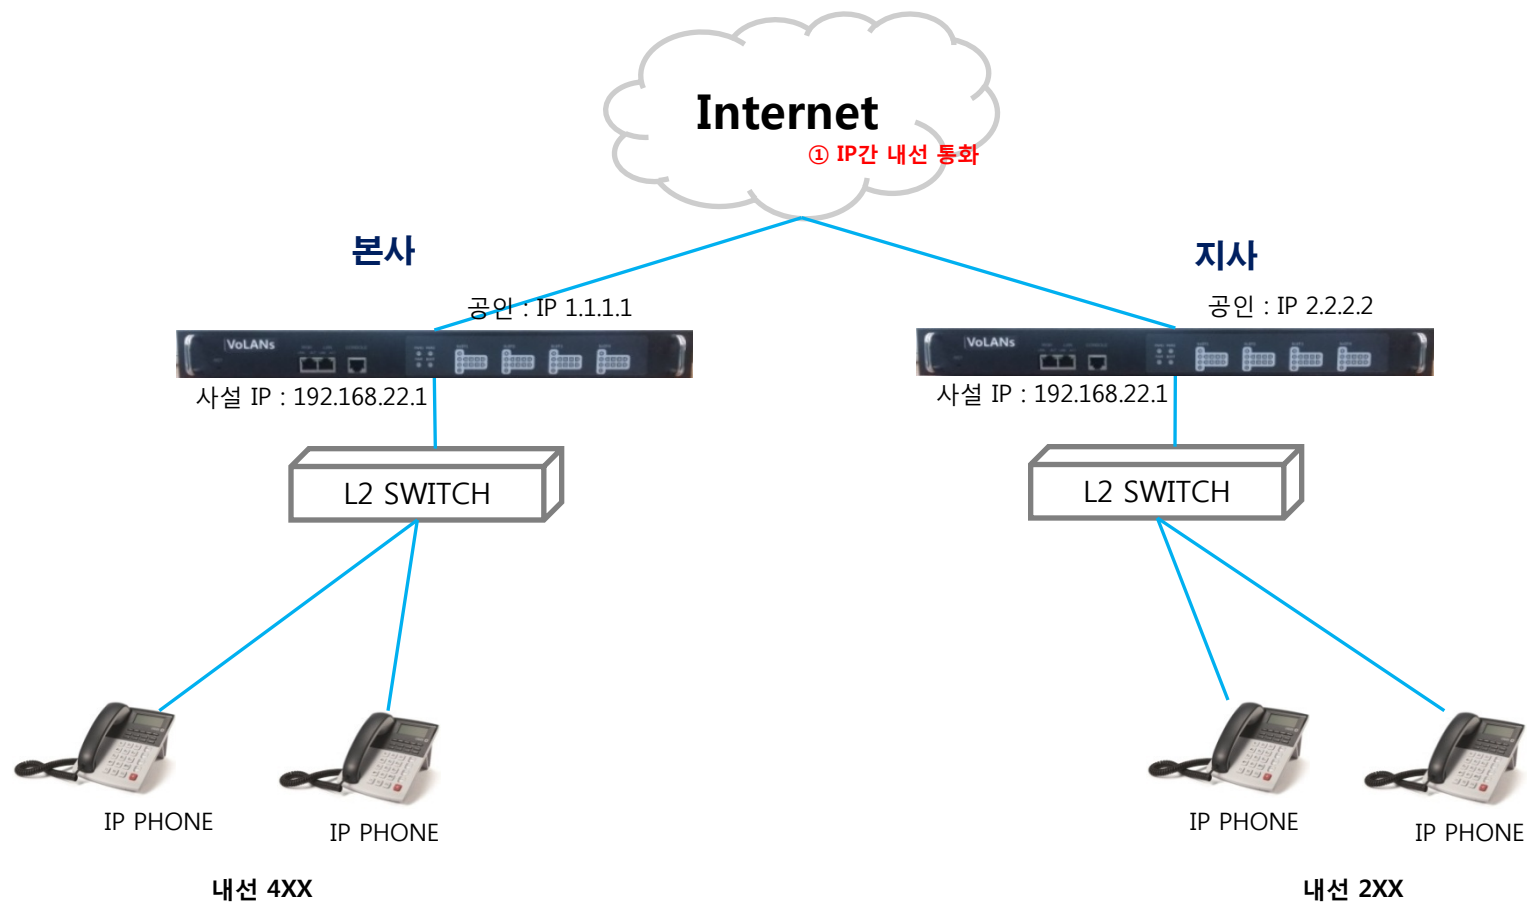 Internet
① IP간 내선 통화
본사
지사
공인 : IP 1.1.1.1
공인 : IP 2.2.2.2
VoLANs
VoLANs
사설 IP : 192.168.22.1
사설 IP : 192.168.22.1
L2 SWITCH
L2 SWITCH
IP PHONE
IP PHONE
IP PHONE
IP PHONE
내선 4XX
내선 2XX